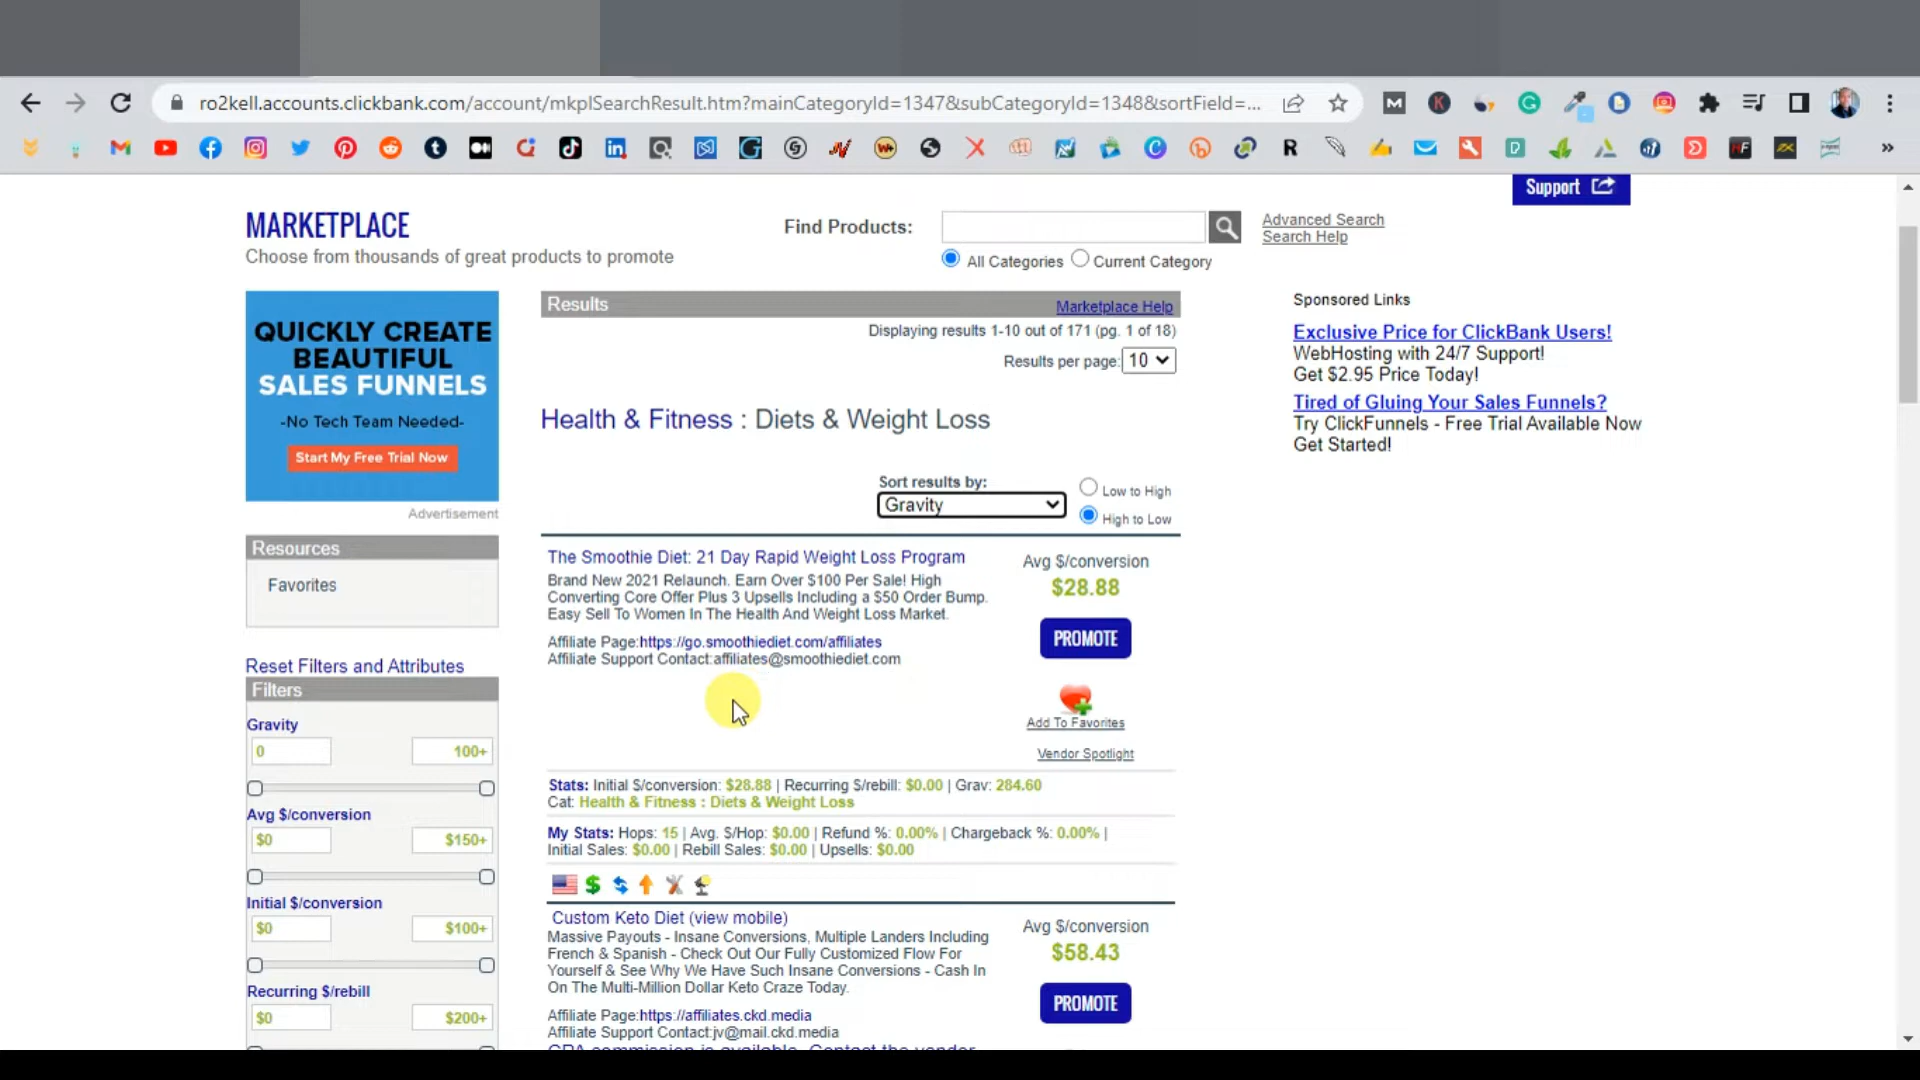 ro2kell.accounts.clickbank.com/account/mkplSearchResult.htm?mainCategoryId=1347&subCategoryId=1348&sortField=...
Support
MARKETPLACE
Choose from thousands of great products to promote
Find Products:
Advanced Search
Search Help
All Categories Current Category
QUICKLY CREATE
BEAUTIFUL
SALES FUNNELS
-No Tech Team Needed-
Start My Free Trial Now
Advertisement
Resources
Favorites
Reset Filters and Attributes
Filters
Gravity
0 100+
Avg $/conversion
$0 $150+
Initial $/conversion
$0 $100+
Recurring $/rebill
$0 $200+
Results Marketplace Help
Displaying results 1-10 out of 171 (pg. 1 of 18)
Results per page: 10
Health & Fitness : Diets & Weight Loss
Sort results by:
Gravity
Low to High
High to Low
The Smoothie Diet: 21 Day Rapid Weight Loss Program
Brand New 2021 Relaunch. Earn Over $100 Per Sale! High
Converting Core Offer Plus 3 Upsells Including a $50 Order Bump.
Easy Sell To Women In The Health And Weight Loss Market.
Affiliate Page:https://go.smoothiediet.com/affiliates
Affiliate Support Contact:affiliates@smoothiediet.com
Avg $/conversion
$28.88
PROMOTE
Add To Favorites
Vendor Spotlight
Stats: Initial $/conversion: $28.88 | Recurring $/rebill: $0.00 | Grav: 284.60
Cat: Health & Fitness : Diets & Weight Loss
My Stats: Hops: 15 | Avg. $/Hop: $0.00 | Refund %: 0.00% | Chargeback %: 0.00% |
Initial Sales: $0.00 | Rebill Sales: $0.00 | Upsells: $0.00
Custom Keto Diet (view mobile)
Massive Payouts - Insane Conversions, Multiple Landers Including
French & Spanish - Check Out Our Fully Customized Flow For
Yourself & See Why We Have Such Insane Conversions - Cash In
On The Multi-Million Dollar Keto Craze Today.
Affiliate Page:https://affiliates.ckd.media
Affiliate Support Contact:jv@mail.ckd.media
CPA commission is available. Contact the vendor
Avg $/conversion
$58.43
PROMOTE
Sponsored Links
Exclusive Price for ClickBank Users!
WebHosting with 24/7 Support!
Get $2.95 Price Today!
Tired of Gluing Your Sales Funnels?
Try ClickFunnels - Free Trial Available Now
Get Started!